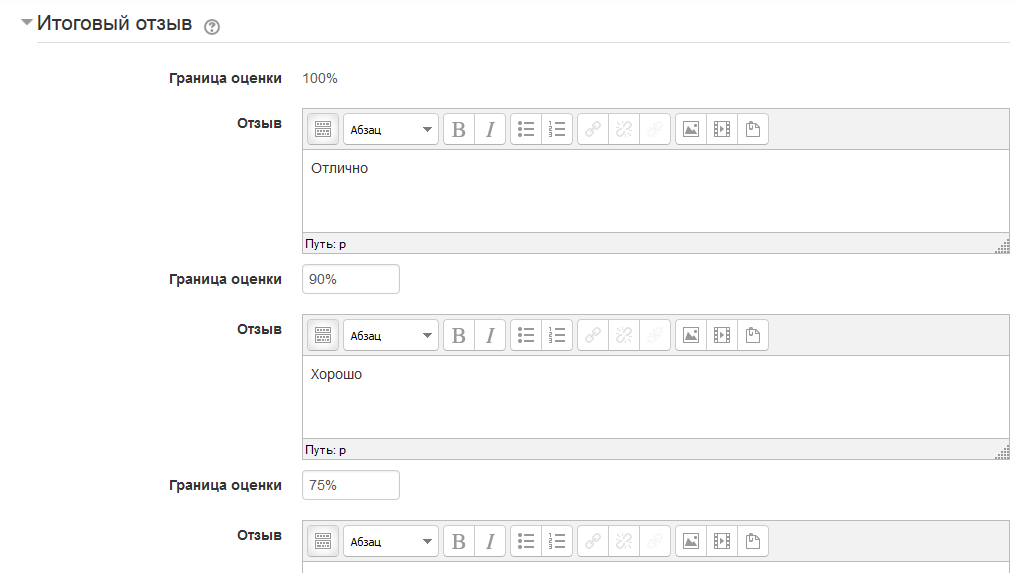 Итоговый отзыв ?
Граница оценки 100%
Отзыв
Абзац B I
Отлично
Путь: p
Граница оценки 90%
Отзыв
Абзац B I
Хорошо
Путь: p
Граница оценки 75%
Отзыв
Абзац B I